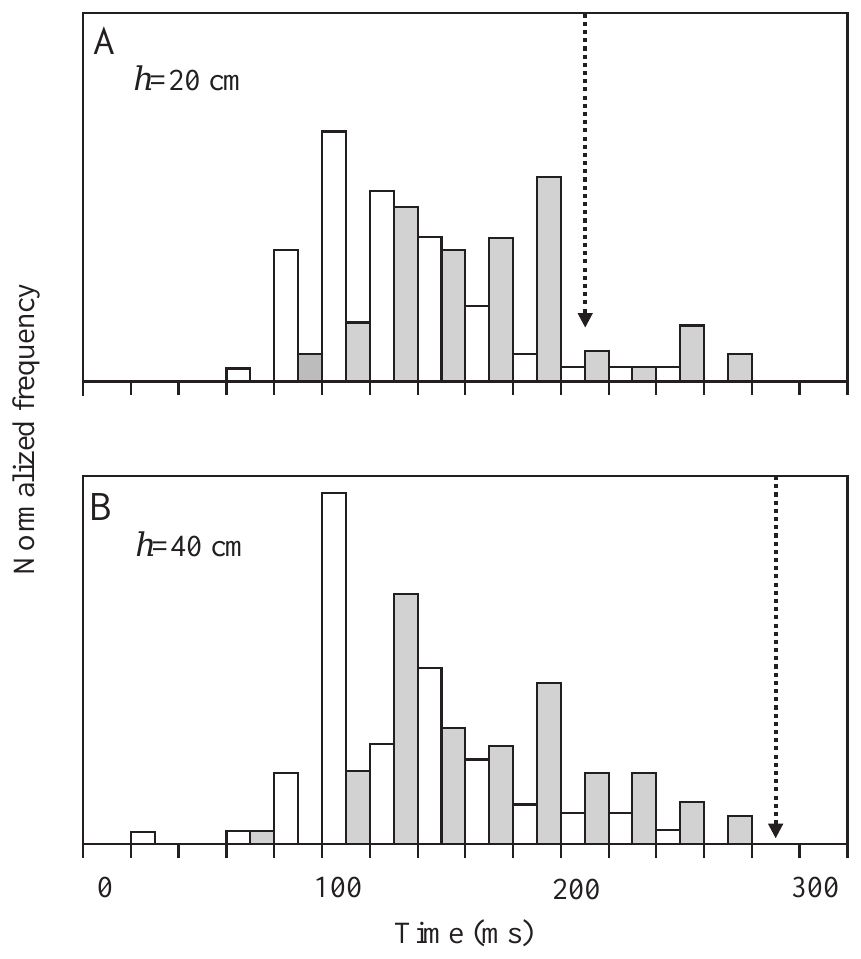 A
h=20 cm
Normalized frequency
B
h=40 cm
0 100 200 300
Time (ms)